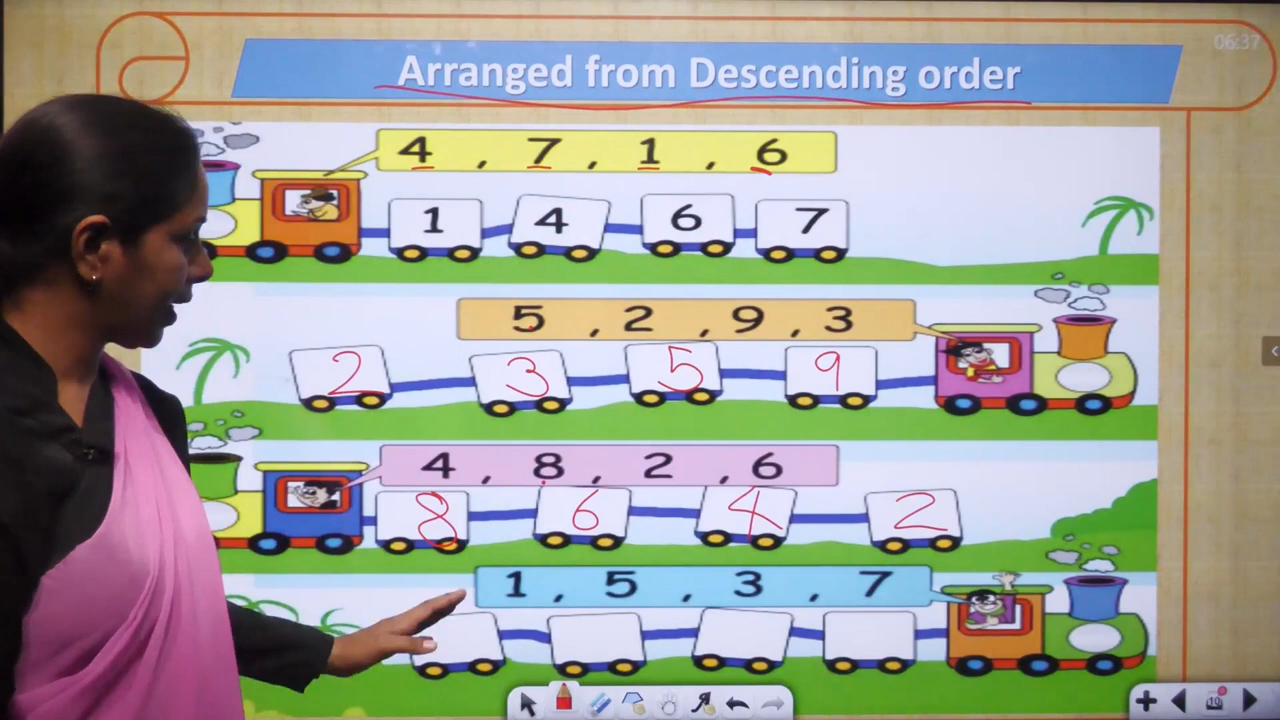 06:37
Arranged from Descending order
4 , 7 , 1 , 6
1 4 6 7
5 , 2 , 9 , 3
2 3 5 9
4 , 8 , 2 , 6
8 6 4 2
1 , 5 , 3 , 7
10